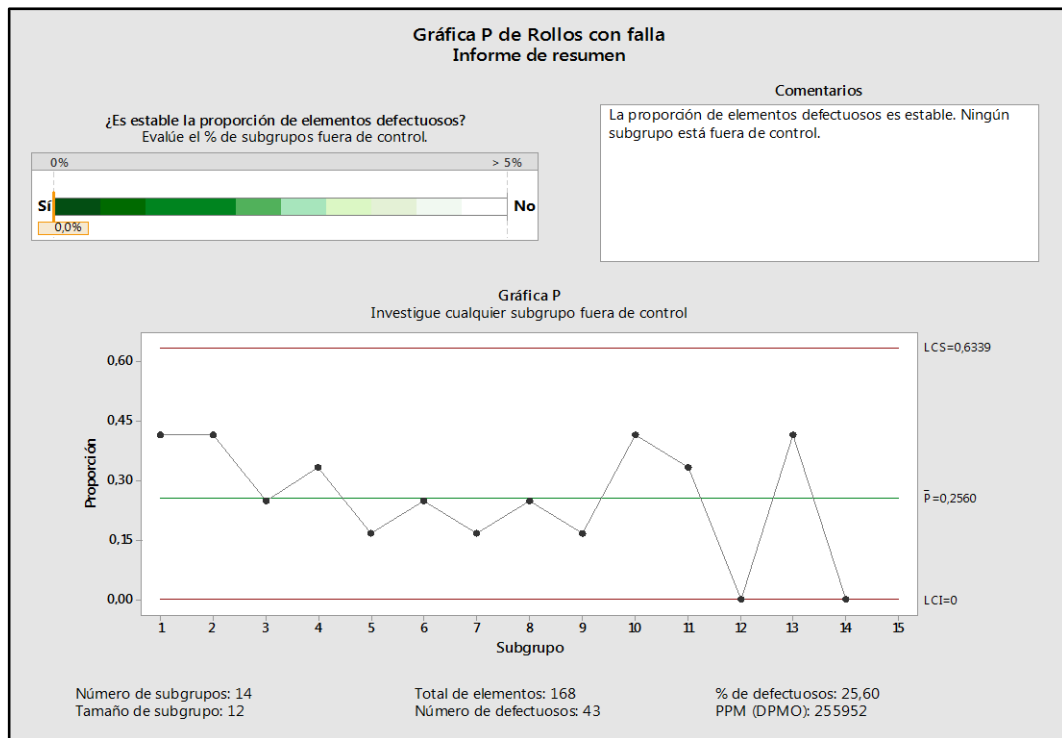 Gráfica P de Rollos con falla
Informe de resumen
¿Es estable la proporción de elementos defectuosos?
Evalúe el % de subgrupos fuera de control.
0%
> 5%
Sí
No
0,0%
Comentarios
La proporción de elementos defectuosos es estable. Ningún
subgrupo está fuera de control.
Gráfica P
Investigue cualquier subgrupo fuera de control
Proporción
0,60
0,45
0,30
0,15
0,00
LCS=0,6339
P̄=0,2560
LCI=0
1 2 3 4 5 6 7 8 9 10 11 12 13 14 15
Subgrupo
Número de subgrupos: 14
Tamaño de subgrupo: 12
Total de elementos: 168
Número de defectuosos: 43
% de defectuosos: 25,60
PPM (DPMO): 255952